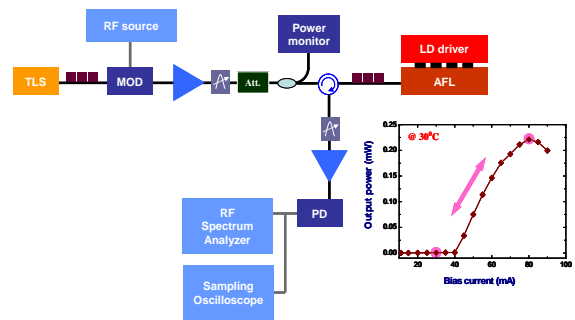 RF source
Power
monitor
LD driver
TLS
MOD
Att.
AFL
PD
RF
Spectrum
Analyzer
Sampling
Oscilloscope
@ 30⁰C
Output power (mW)
0.25
0.20
0.15
0.10
0.05
0.00
20 40 60 80 100
Bias current (mA)